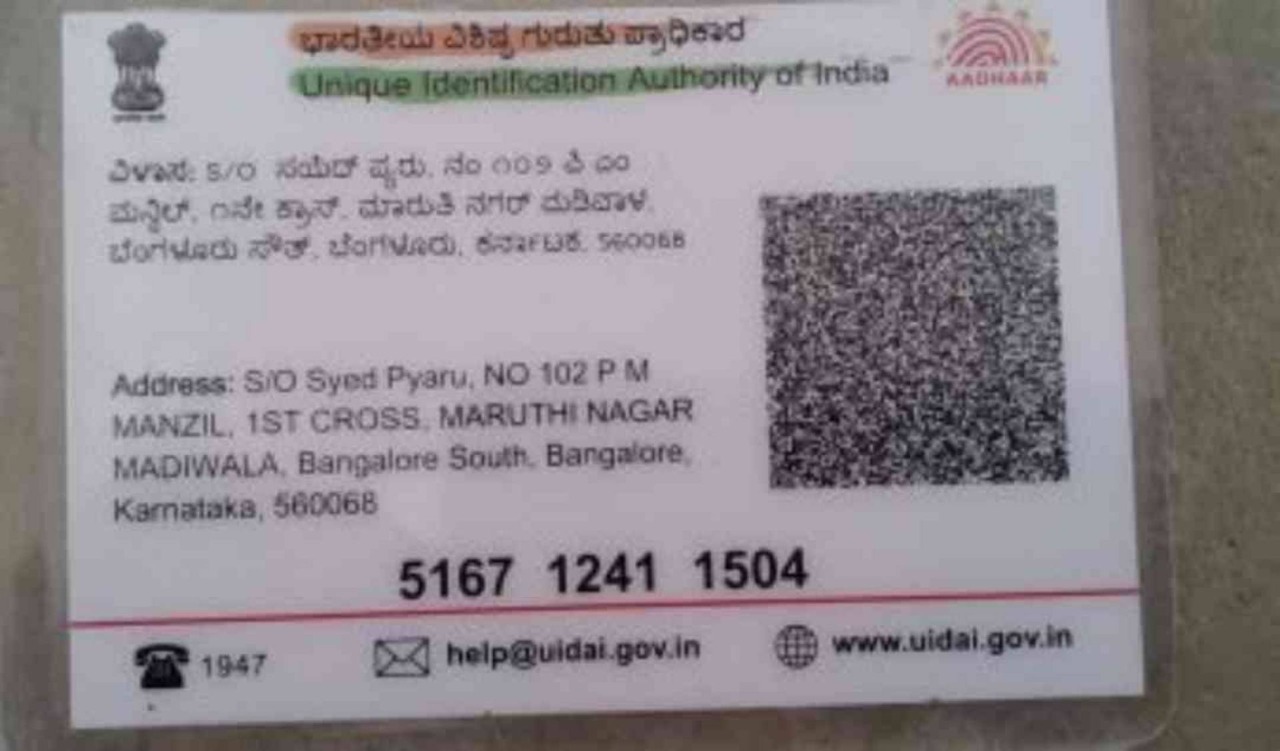 ಭಾರತೀಯ ವಿಶಿಷ್ಟ ಗುರುತು ಪ್ರಾಧಿಕಾರ
Unique Identification Authority of India
AADHAAR
ವಿಳಾಸ: S/O ಸಯೆದ್ ಪ್ಯರು, ನಂ ೧೦೨ ಪಿ ಎಂ
ಮನ್ಜಿಲ್, ೧ನೇ ಕ್ರಾಸ್, ಮಾರುತಿ ನಗರ್ ಮಡಿವಾಳ,
ಬೆಂಗಳೂರು ಸೌತ್, ಬೆಂಗಳೂರು, ಕರ್ನಾಟಕ, 560068
Address: S/O Syed Pyaru, NO 102 P M
MANZIL, 1ST CROSS, MARUTHI NAGAR
MADIWALA, Bangalore South, Bangalore,
Karnataka, 560068
5167 1241 1504
1947 help@uidai.gov.in www.uidai.gov.in